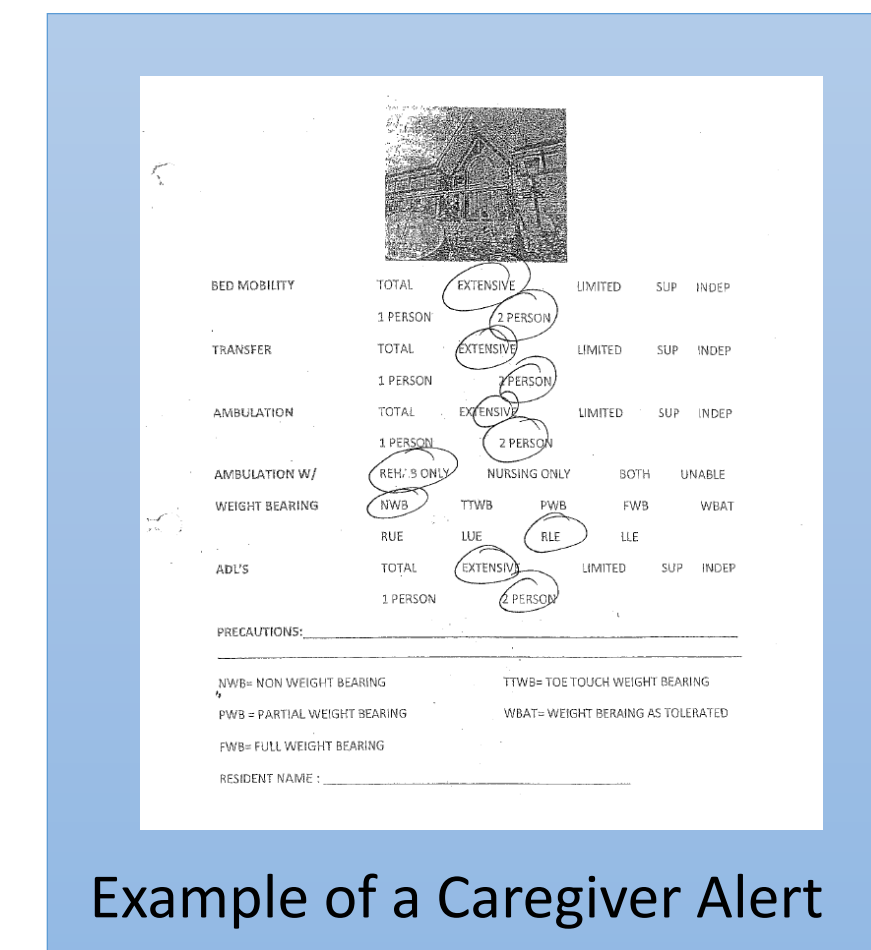 BED MOBILITY TOTAL EXTENSIVE LIMITED SUP INDEP
1 PERSON 2 PERSON
TRANSFER TOTAL EXTENSIVE LIMITED SUP INDEP
1 PERSON 2 PERSON
AMBULATION TOTAL EXTENSIVE LIMITED SUP INDEP
1 PERSON 2 PERSON
AMBULATION W/ REHAB ONLY NURSING ONLY BOTH UNABLE
WEIGHT BEARING NWB TTWB PWB FWB WBAT
RUE LUE RLE LLE
ADL'S TOTAL EXTENSIVE LIMITED SUP INDEP
1 PERSON 2 PERSON
PRECAUTIONS:
NWB= NON WEIGHT BEARING TTWB= TOE TOUCH WEIGHT BEARING
PWB = PARTIAL WEIGHT BEARING WBAT= WEIGHT BERAING AS TOLERATED
FWB= FULL WEIGHT BEARING
RESIDENT NAME :
Example of a Caregiver Alert